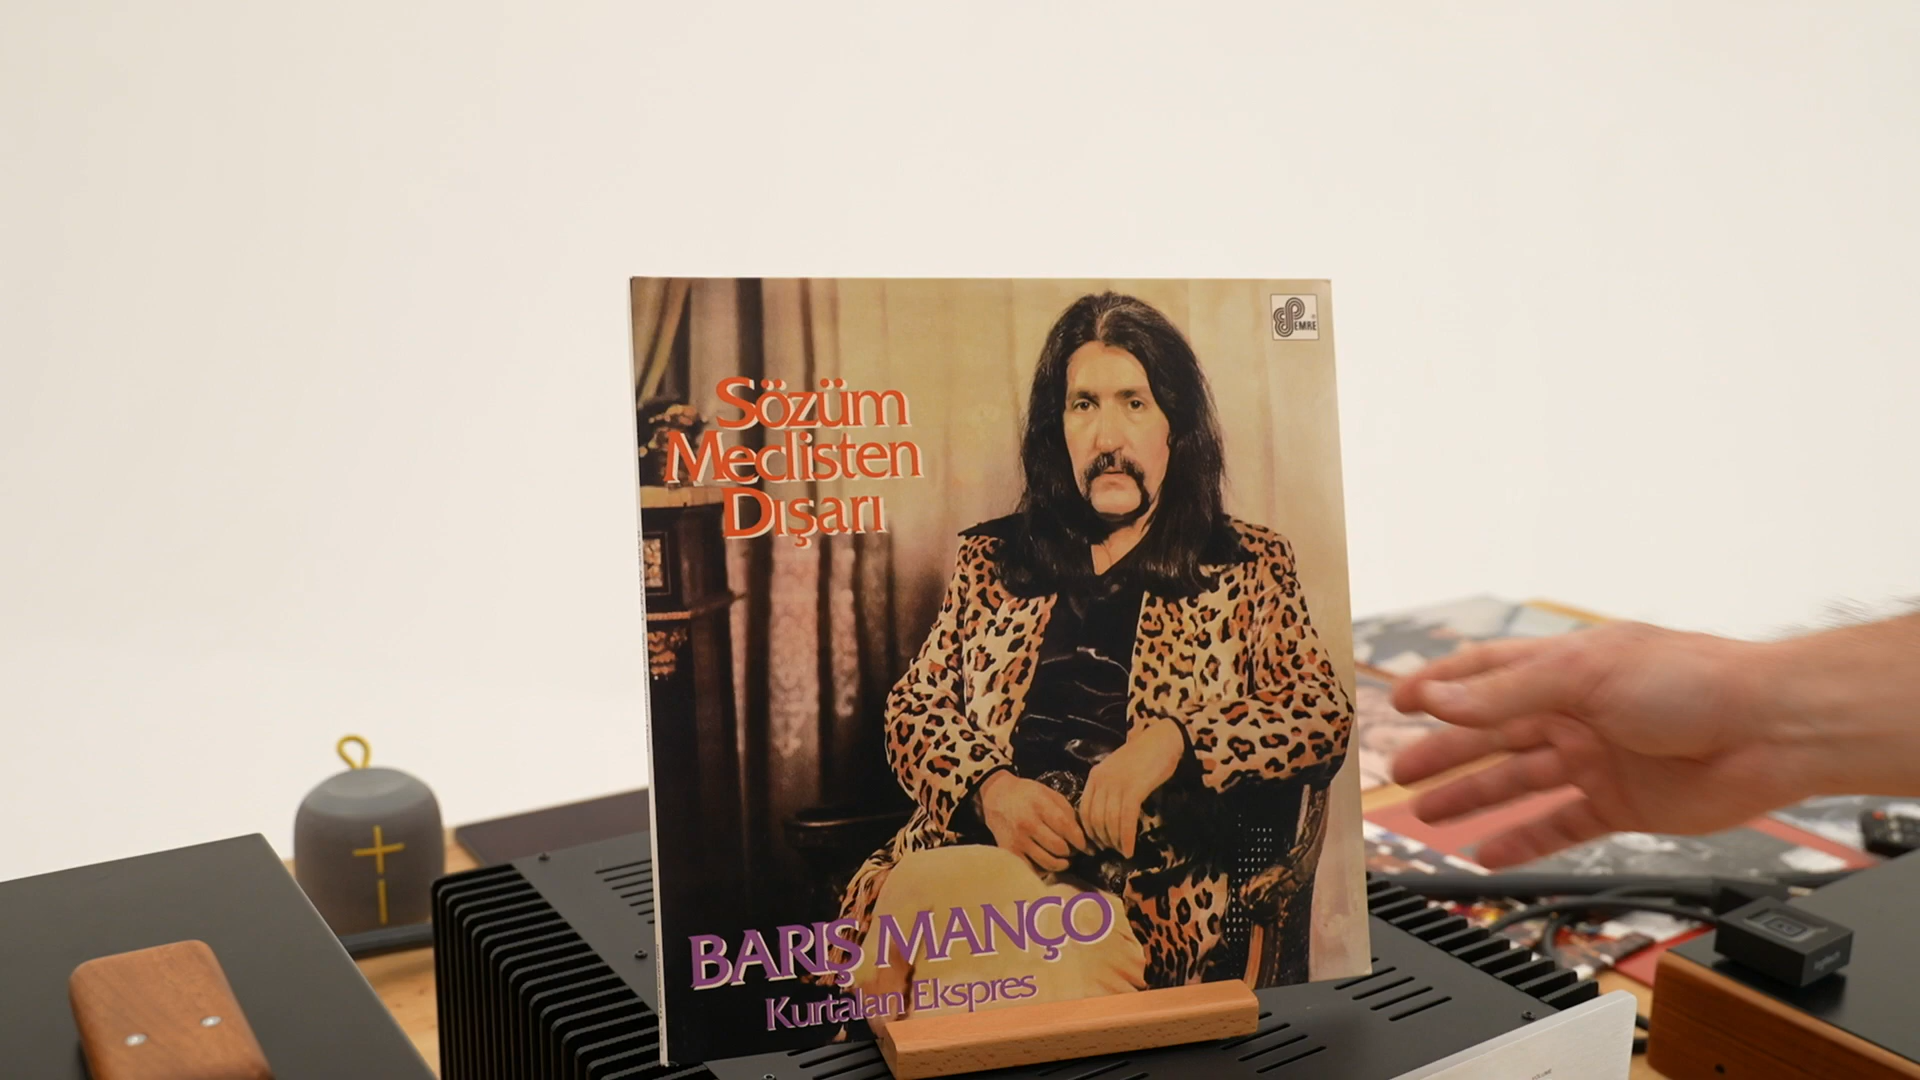 Sözüm
Meclisten
Dışarı
EMRE
BARIŞ MANÇO
Kurtalan Ekspres